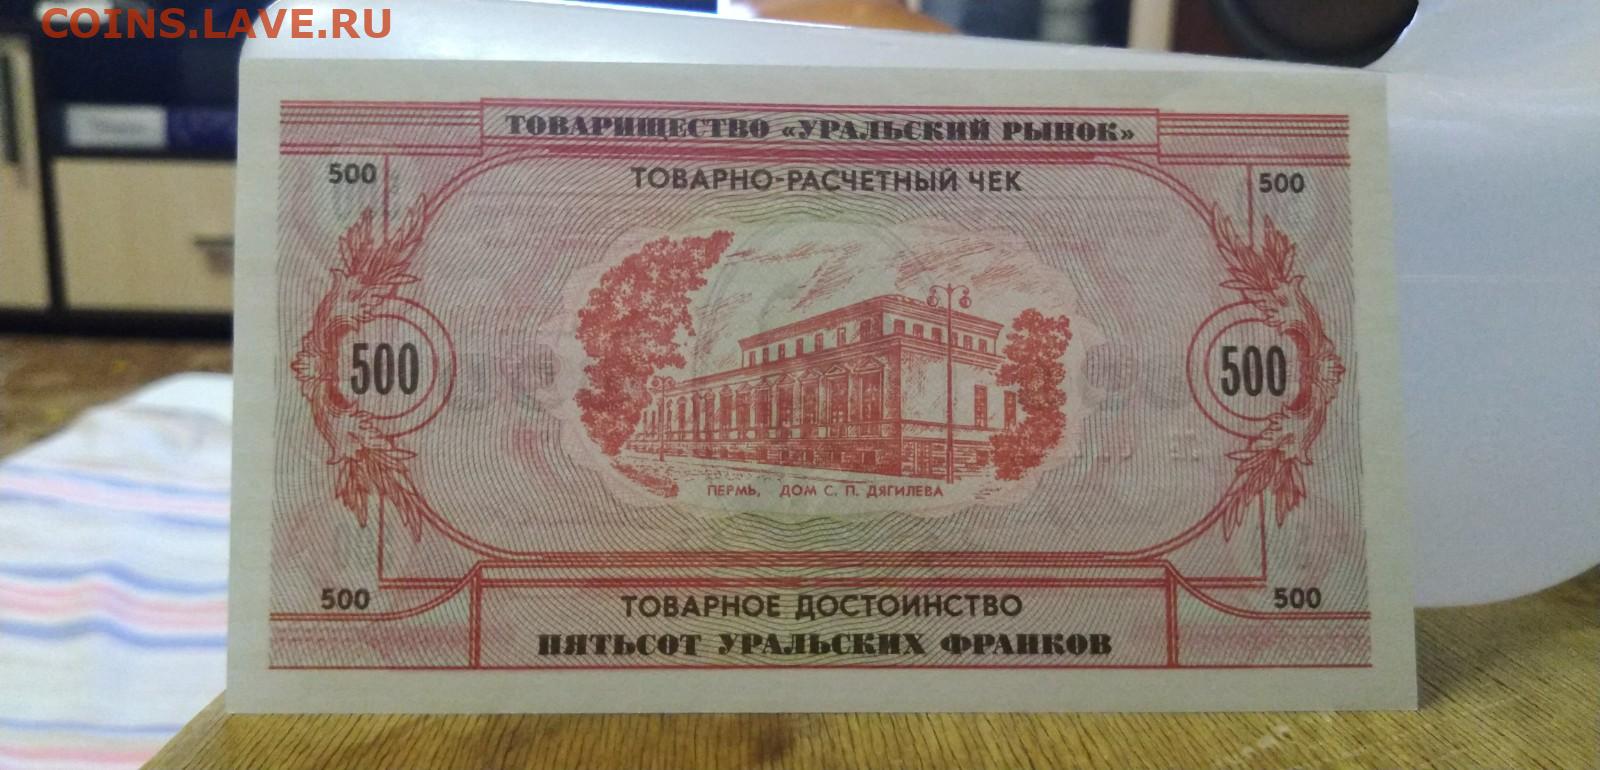 COINS.LAVE.RU
ТОВАРИЩЕСТВО «УРАЛЬСКИЙ РЫНОК»
500 ТОВАРНО-РАСЧЕТНЫЙ ЧЕК 500
500 500
ПЕРМЬ, ДОМ С. П. ДЯГИЛЕВА
500 ТОВАРНОЕ ДОСТОИНСТВО 500
ПЯТЬСОТ УРАЛЬСКИХ ФРАНКОВ